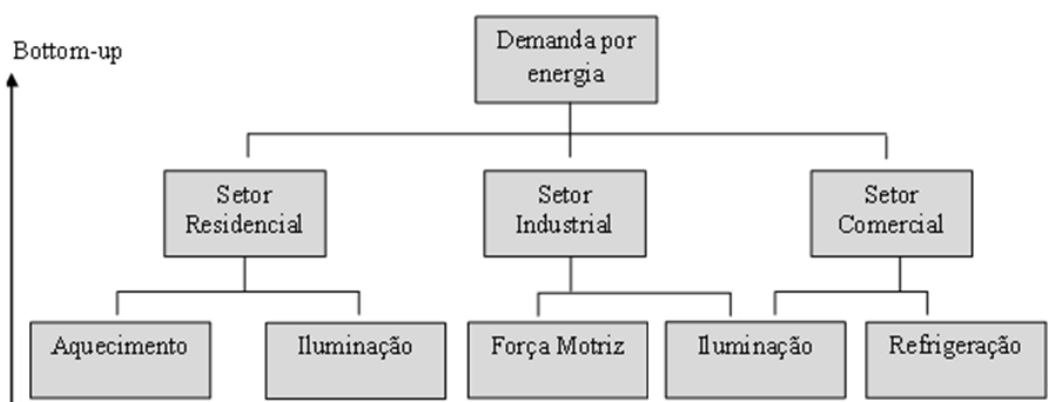 Bottom-up
Demanda por
energia
Setor
Residencial
Setor
Industrial
Setor
Comercial
Aquecimento
Iluminação
Força Motriz
Iluminação
Refrigeração